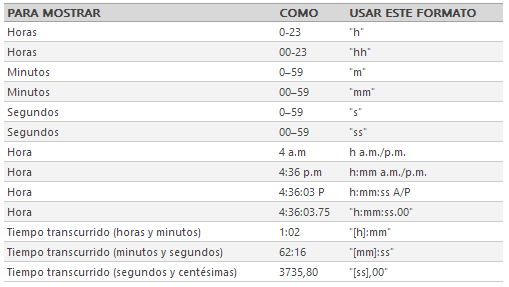 PARA MOSTRAR COMO USAR ESTE FORMATO
Horas 0-23 "h"
Horas 00-23 "hh"
Minutos 0–59 "m"
Minutos 00–59 "mm"
Segundos 0–59 "s"
Segundos 00–59 "ss"
Hora 4 a.m h a.m./p.m.
Hora 4:36 p.m h:mm a.m./p.m.
Hora 4:36:03 P h:mm:ss A/P
Hora 4:36:03.75 "h:mm:ss.00"
Tiempo transcurrido (horas y minutos) 1:02 "[h]:mm"
Tiempo transcurrido (minutos y segundos) 62:16 "[mm]:ss"
Tiempo transcurrido (segundos y centésimas) 3735,80 "[ss],00"